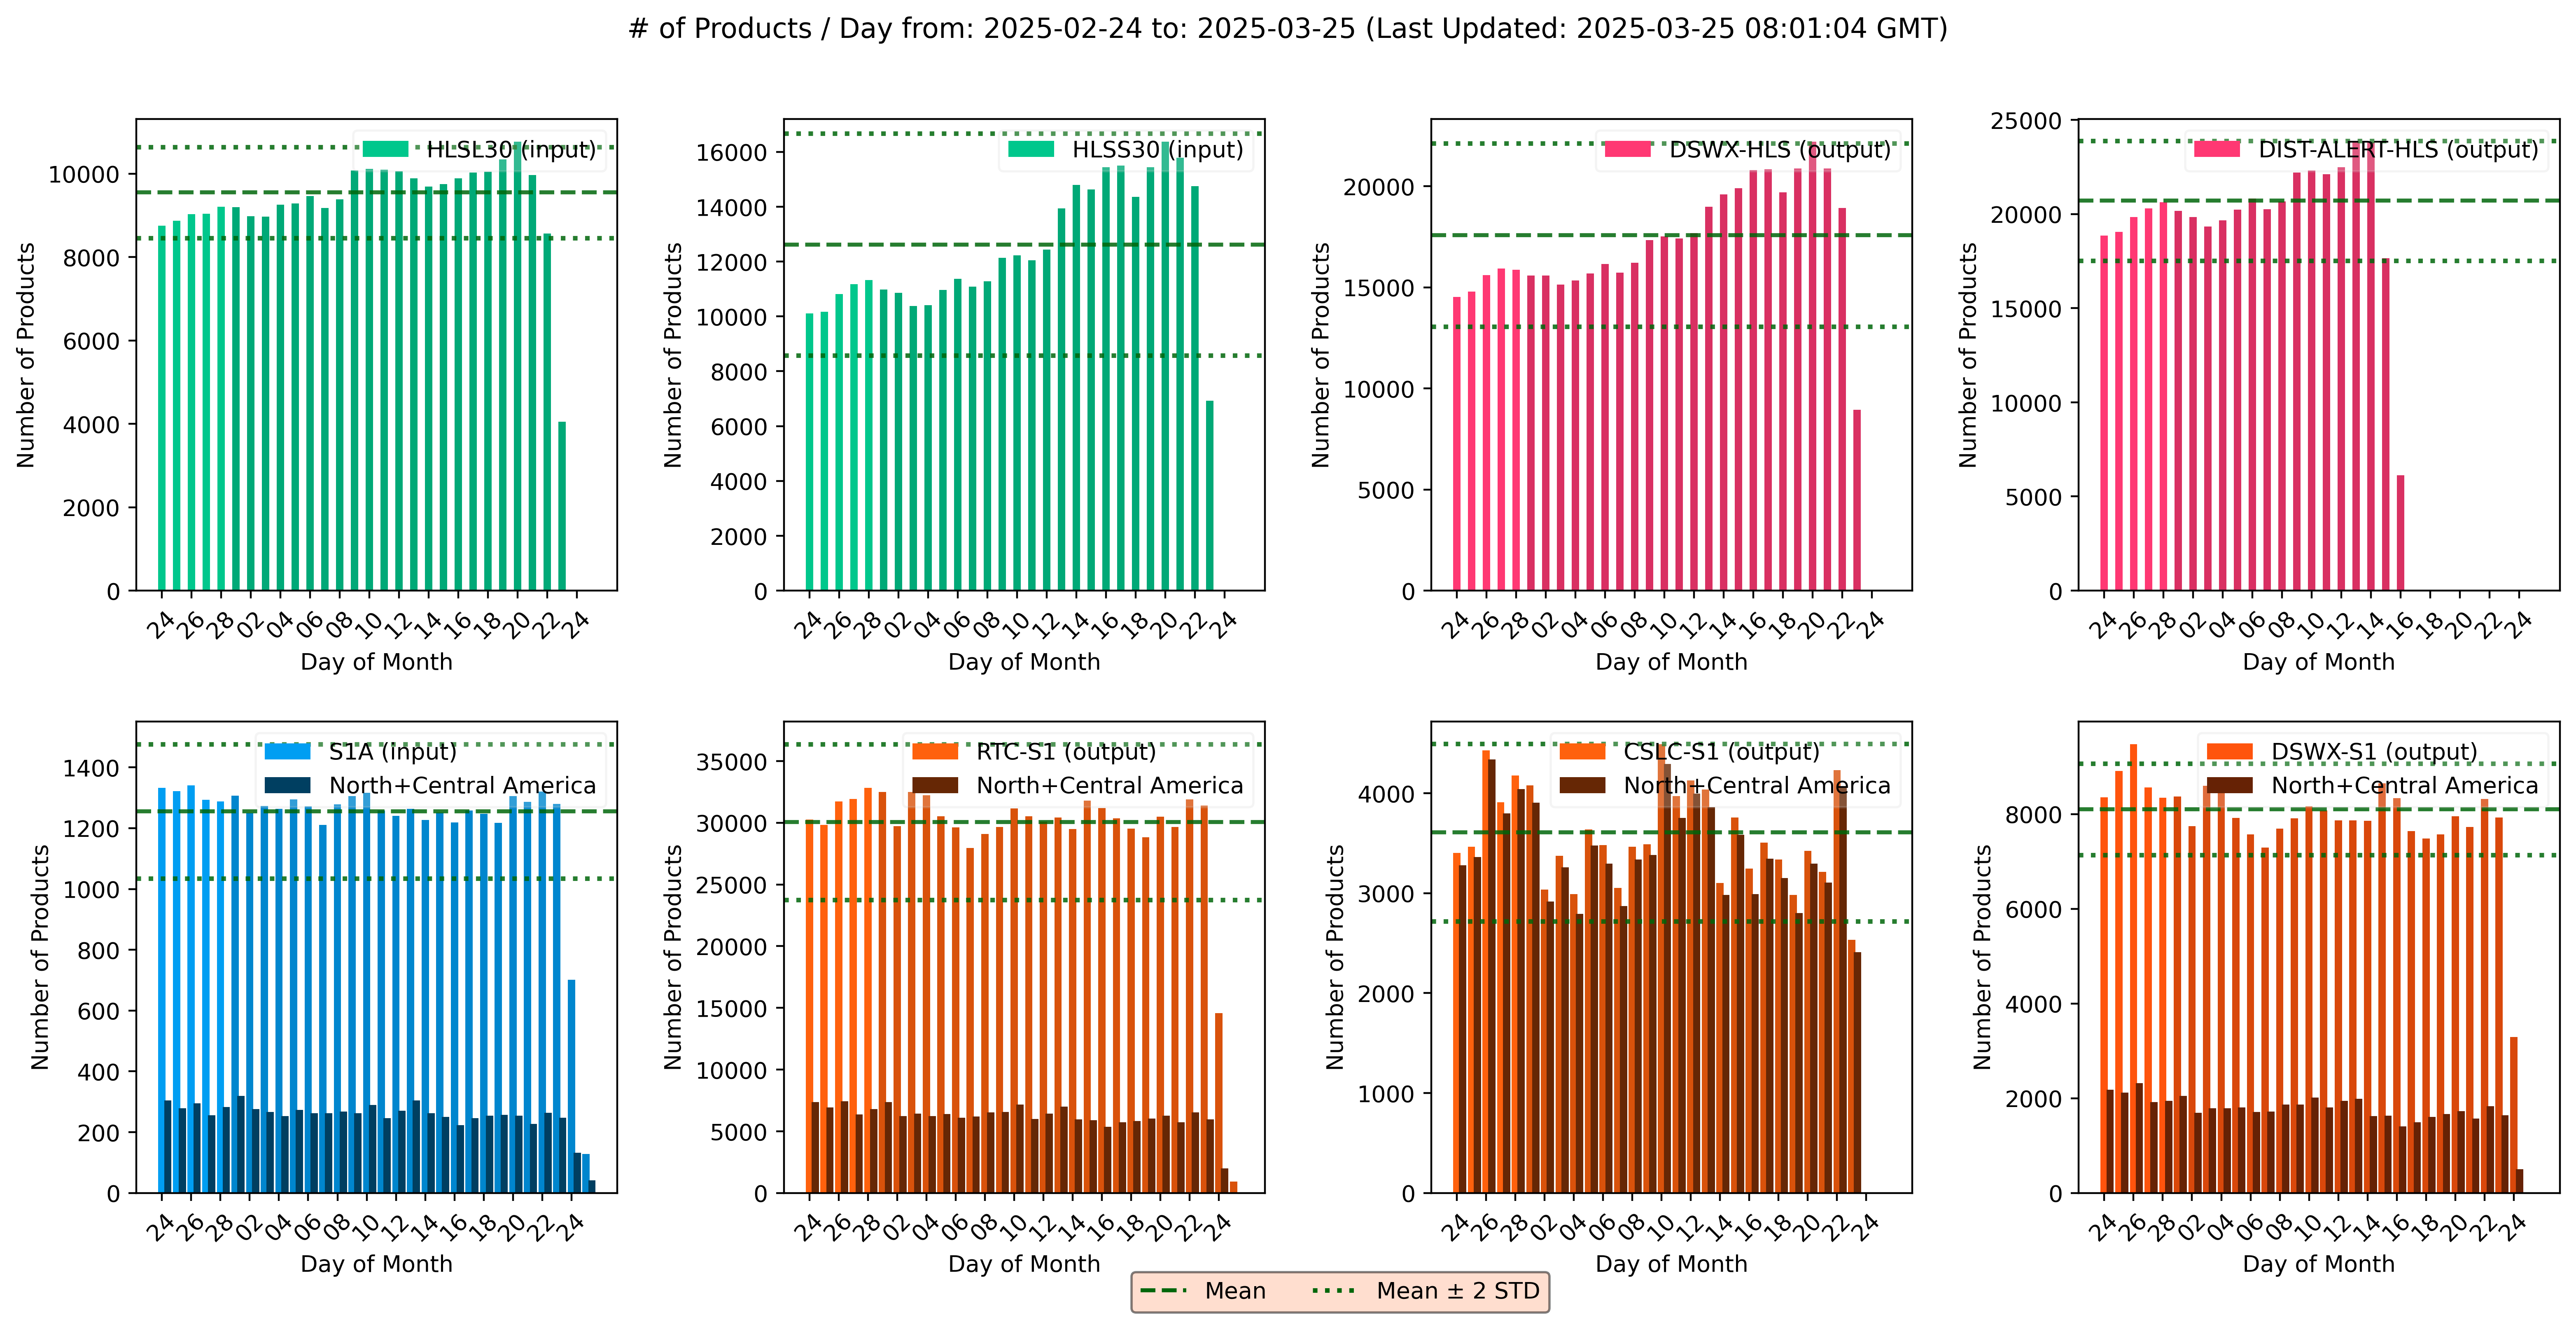 # of Products / Day from: 2025-02-24 to: 2025-03-25 (Last Updated: 2025-03-25 08:01:04 GMT)
HLSL30 (input)
Number of Products
10000
8000
6000
4000
2000
0
24 26 28 02 04 06 08 10 12 14 16 18 20 22 24
Day of Month
HLSS30 (input)
Number of Products
16000
14000
12000
10000
8000
6000
4000
2000
0
24 26 28 02 04 06 08 10 12 14 16 18 20 22 24
Day of Month
DSWX-HLS (output)
Number of Products
20000
15000
10000
5000
0
24 26 28 02 04 06 08 10 12 14 16 18 20 22 24
Day of Month
DIST-ALERT-HLS (output)
Number of Products
25000
20000
15000
10000
5000
0
24 26 28 02 04 06 08 10 12 14 16 18 20 22 24
Day of Month
S1A (input)
North+Central America
Number of Products
1400
1200
1000
800
600
400
200
0
24 26 28 02 04 06 08 10 12 14 16 18 20 22 24
Day of Month
RTC-S1 (output)
North+Central America
Number of Products
35000
30000
25000
20000
15000
10000
5000
0
24 26 28 02 04 06 08 10 12 14 16 18 20 22 24
Day of Month
CSLC-S1 (output)
North+Central America
Number of Products
4000
3000
2000
1000
0
24 26 28 02 04 06 08 10 12 14 16 18 20 22 24
Day of Month
DSWX-S1 (output)
North+Central America
Number of Products
8000
6000
4000
2000
0
24 26 28 02 04 06 08 10 12 14 16 18 20 22 24
Day of Month
Mean
Mean ± 2 STD